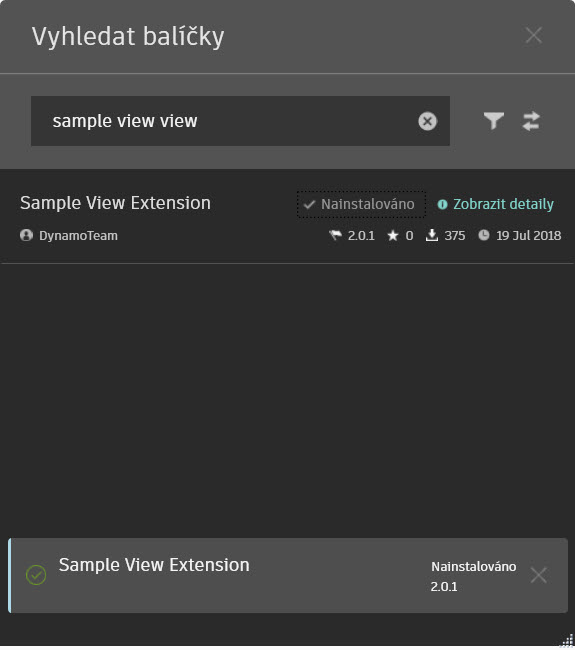 Vyhledat balíčky
sample view view
Sample View Extension Nainstalováno Zobrazit detaily
DynamoTeam 2.0.1 0 375 19 Jul 2018
Sample View Extension Nainstalováno
2.0.1